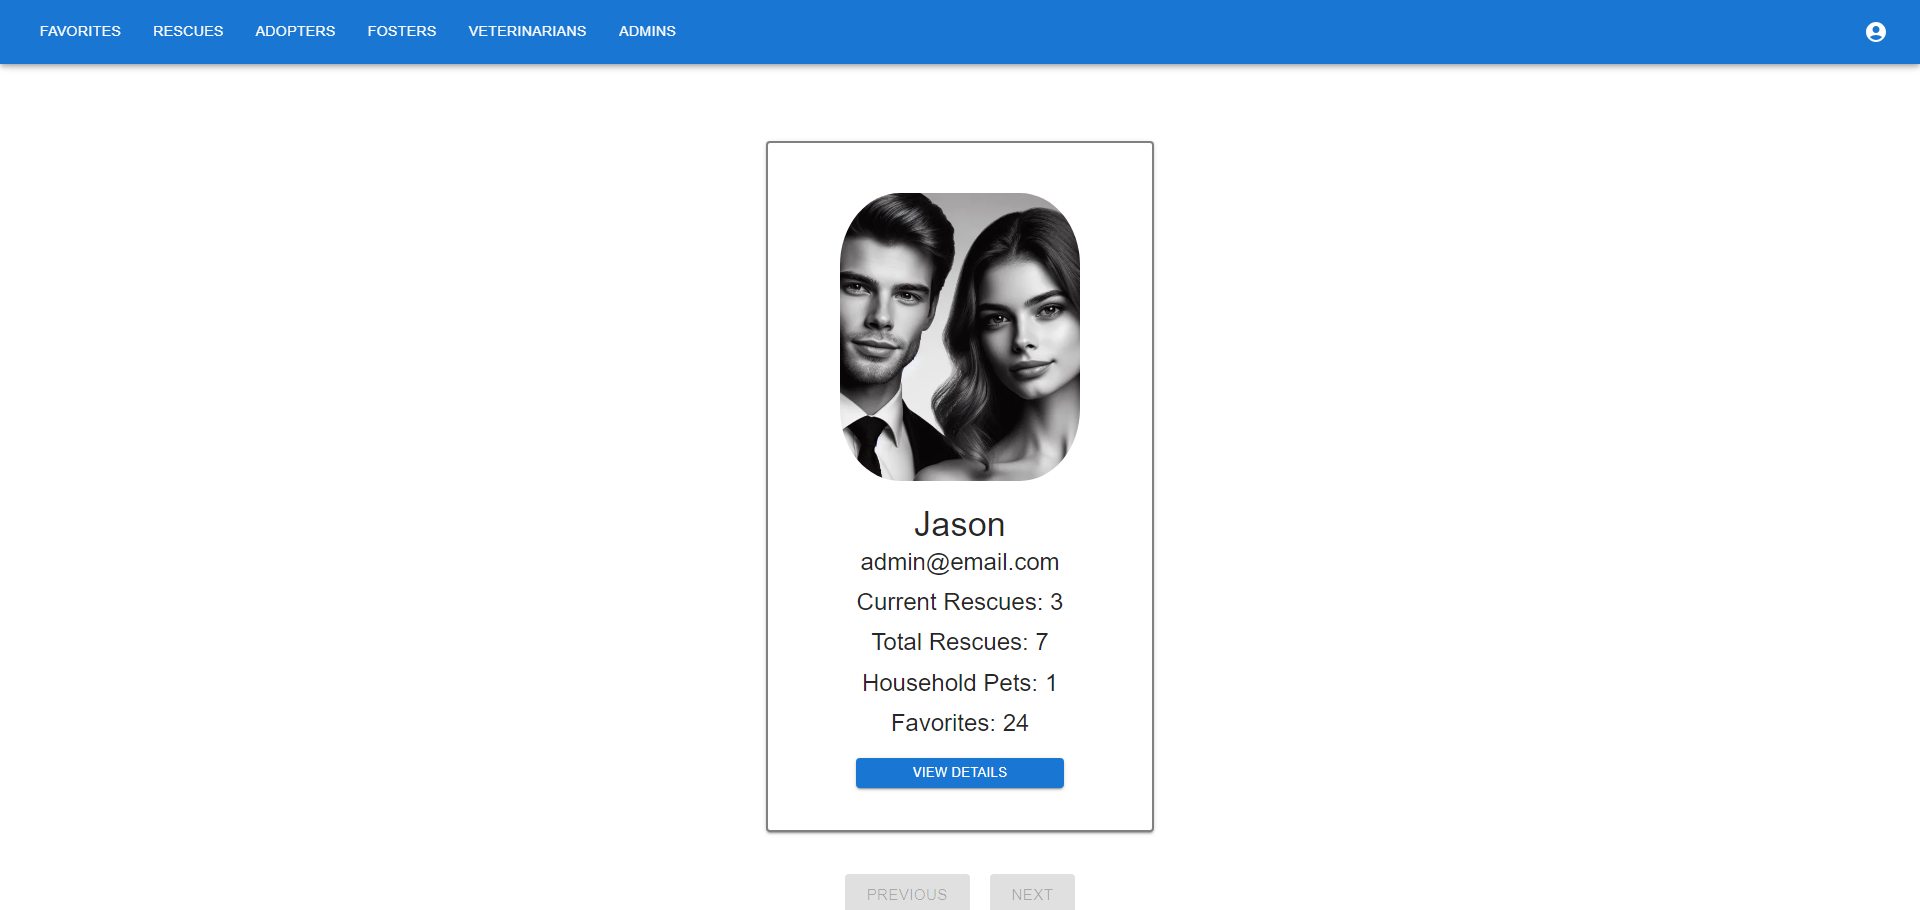 FAVORITES RESCUES ADOPTERS FOSTERS VETERINARIANS ADMINS
Jason
admin@email.com
Current Rescues: 3
Total Rescues: 7
Household Pets: 1
Favorites: 24
VIEW DETAILS
PREVIOUS NEXT